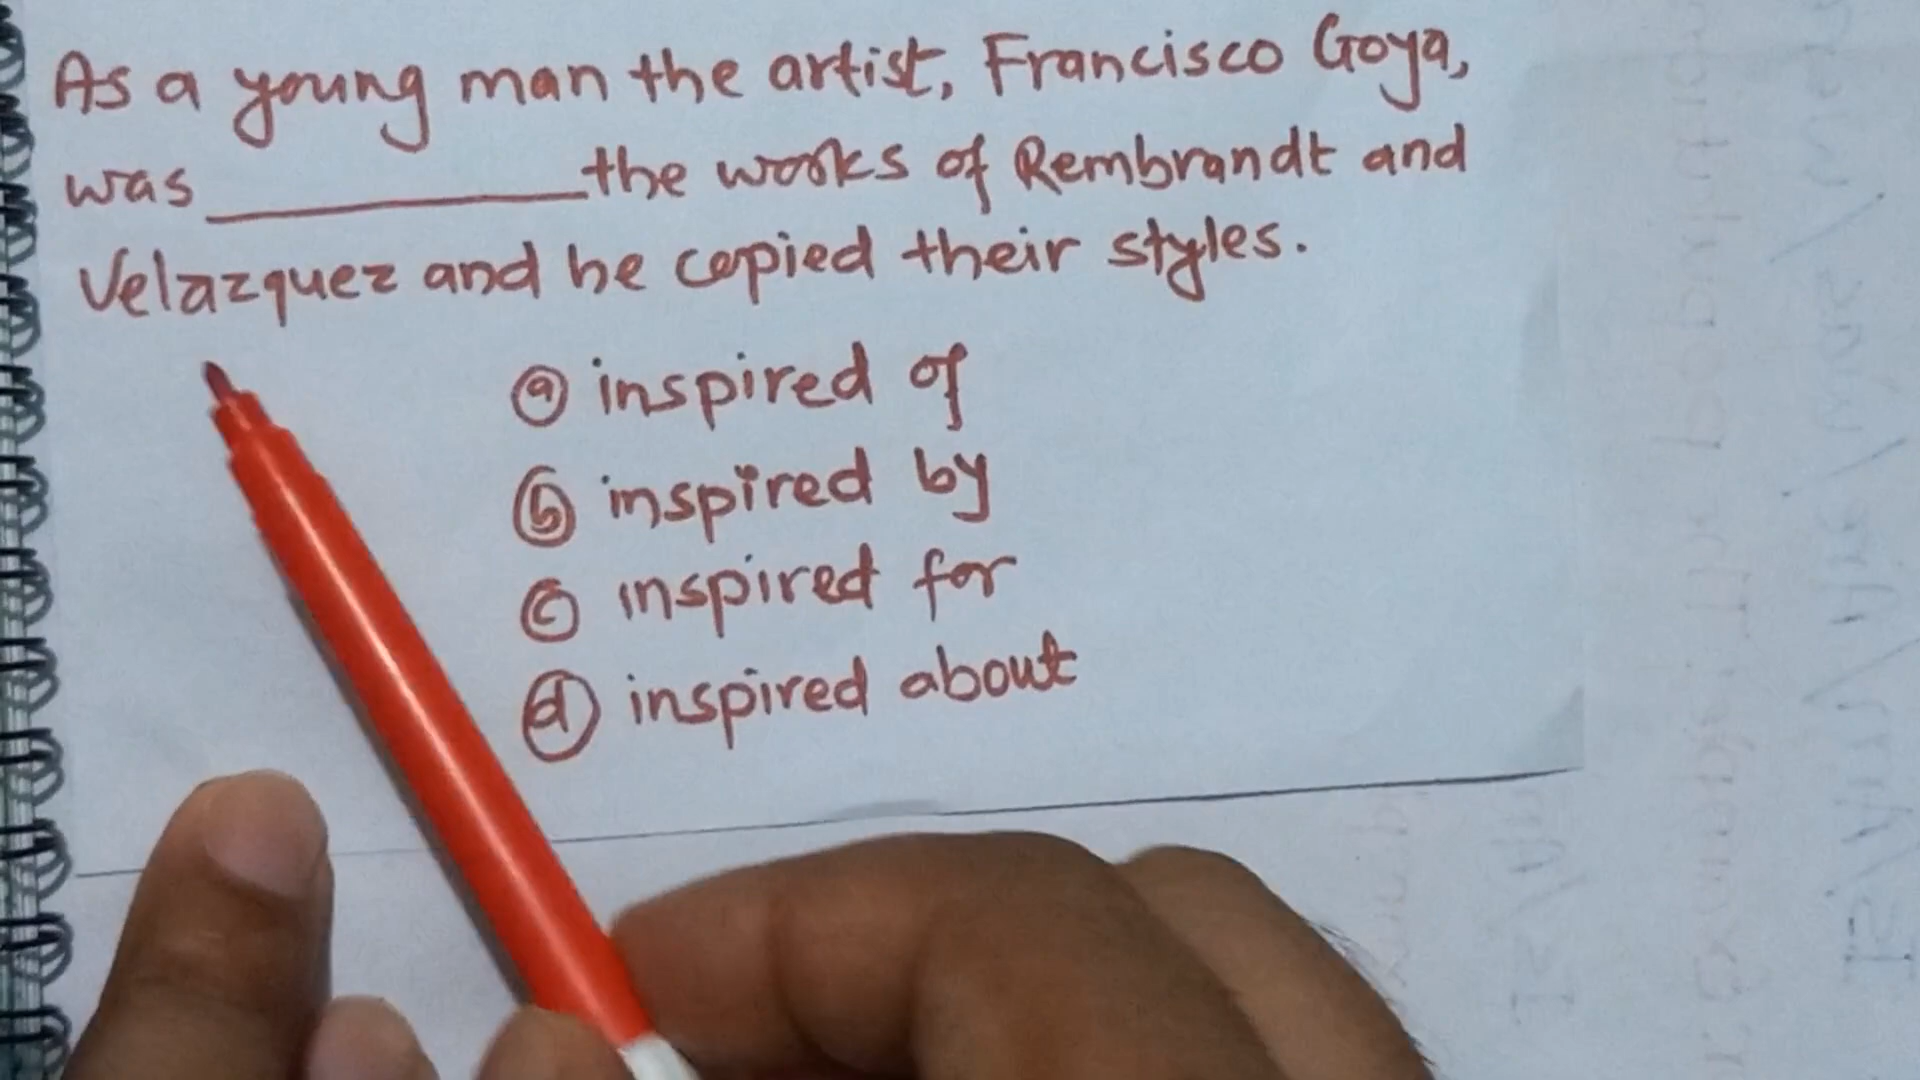 As a young man the artist, Francisco Goya,
was __________ the works of Rembrandt and
Velazquez and he copied their styles.
ⓐ inspired of
ⓑ inspired by
ⓒ inspired for
ⓓ inspired about